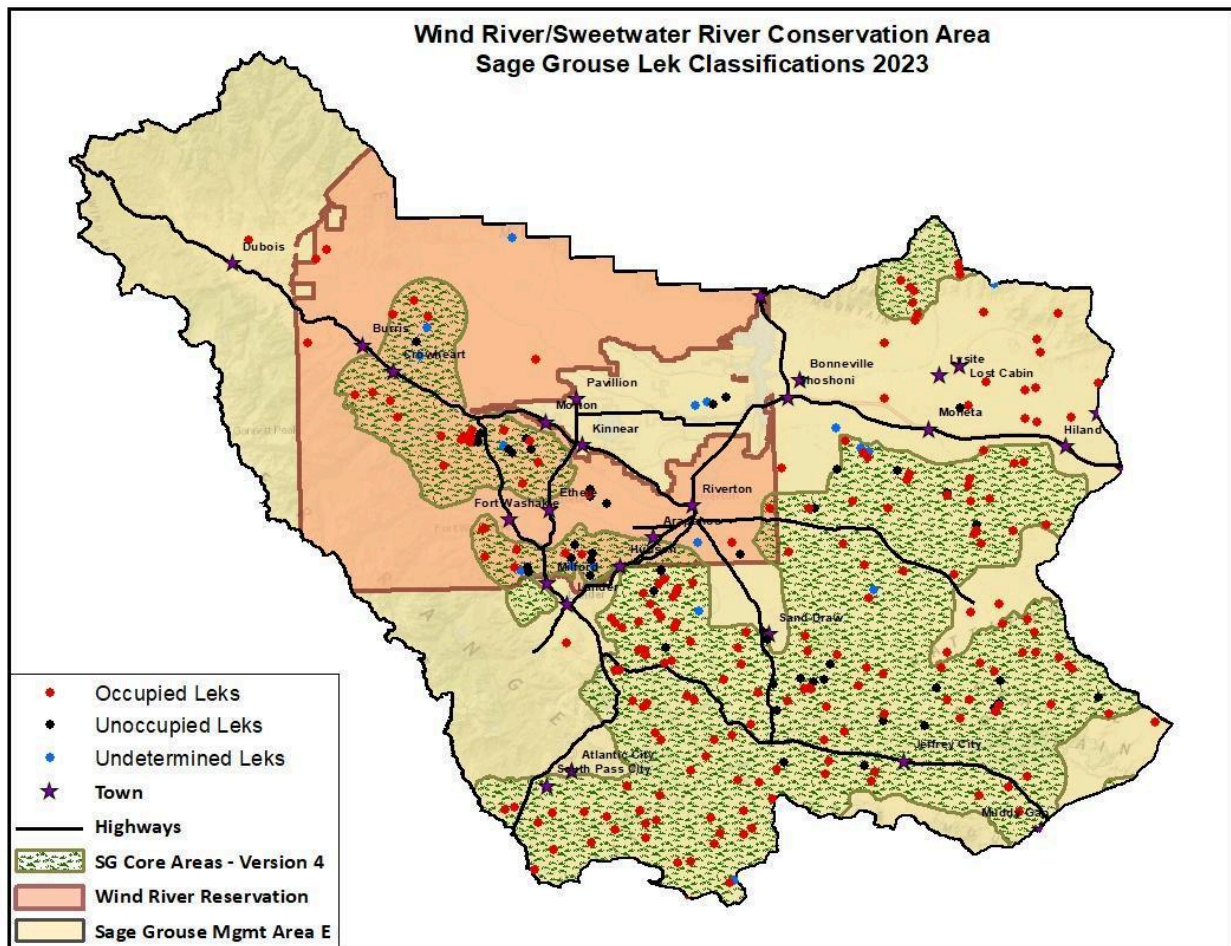 Wind River/Sweetwater River Conservation Area
Sage Grouse Lek Classifications 2023
Dubois
Burris
Crowheart
Pavillion
Morton
Kinnear
Bonneville
Shoshoni
Lysite
Lost Cabin
Moneta
Hiland
Riverton
Ethete
Fort Washakie
Arapahoe
Hudson
Milford
Lander
Sand Draw
Atlantic City
South Pass City
Jeffrey City
Muddy Gap
Occupied Leks
Unoccupied Leks
Undetermined Leks
Town
Highways
SG Core Areas - Version 4
Wind River Reservation
Sage Grouse Mgmt Area E